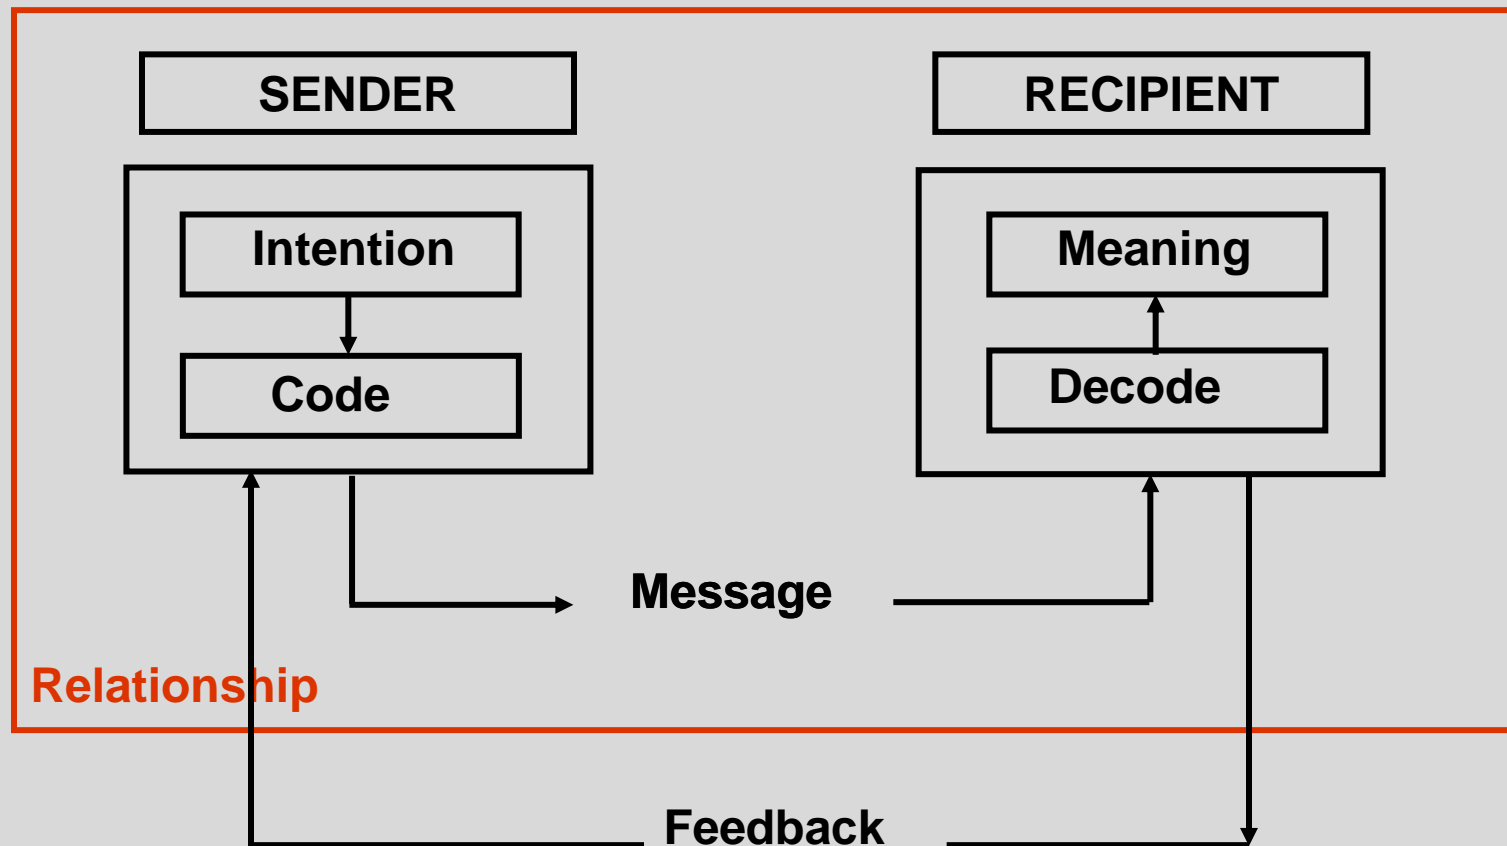 SENDER
RECIPIENT
Intention
Meaning
Code
Decode
Message
Relationship
Feedback